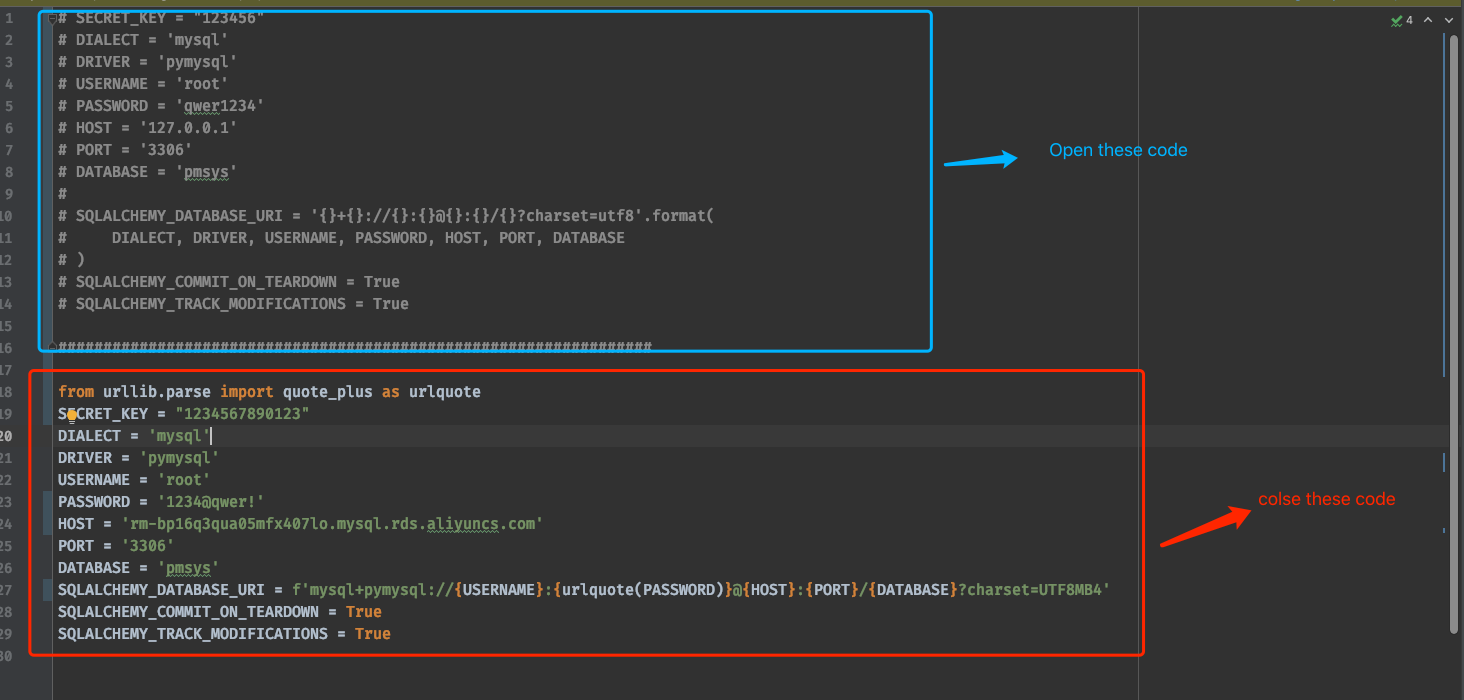 1 # SECRET_KEY = "123456"
2 # DIALECT = 'mysql'
3 # DRIVER = 'pymysql'
4 # USERNAME = 'root'
5 # PASSWORD = 'qwer1234'
6 # HOST = '127.0.0.1'
7 # PORT = '3306'
8 # DATABASE = 'pmsys'
9 #
10 # SQLALCHEMY_DATABASE_URI = '{}+{}://{}:{}@{}:{}/{}?charset=utf8'.format(
11 #     DIALECT, DRIVER, USERNAME, PASSWORD, HOST, PORT, DATABASE
12 # )
13 # SQLALCHEMY_COMMIT_ON_TEARDOWN = True
14 # SQLALCHEMY_TRACK_MODIFICATIONS = True
15
16 ##################################################################
17
18 from urllib.parse import quote_plus as urlquote
19 SECRET_KEY = "1234567890123"
20 DIALECT = 'mysql'
21 DRIVER = 'pymysql'
22 USERNAME = 'root'
23 PASSWORD = '1234@qwer!'
24 HOST = 'rm-bp16q3qua05mfx407lo.mysql.rds.aliyuncs.com'
25 PORT = '3306'
26 DATABASE = 'pmsys'
27 SQLALCHEMY_DATABASE_URI = f'mysql+pymysql://{USERNAME}:{urlquote(PASSWORD)}@{HOST}:{PORT}/{DATABASE}?charset=UTF8MB4'
28 SQLALCHEMY_COMMIT_ON_TEARDOWN = True
29 SQLALCHEMY_TRACK_MODIFICATIONS = True
30
4
Open these code
colse these code